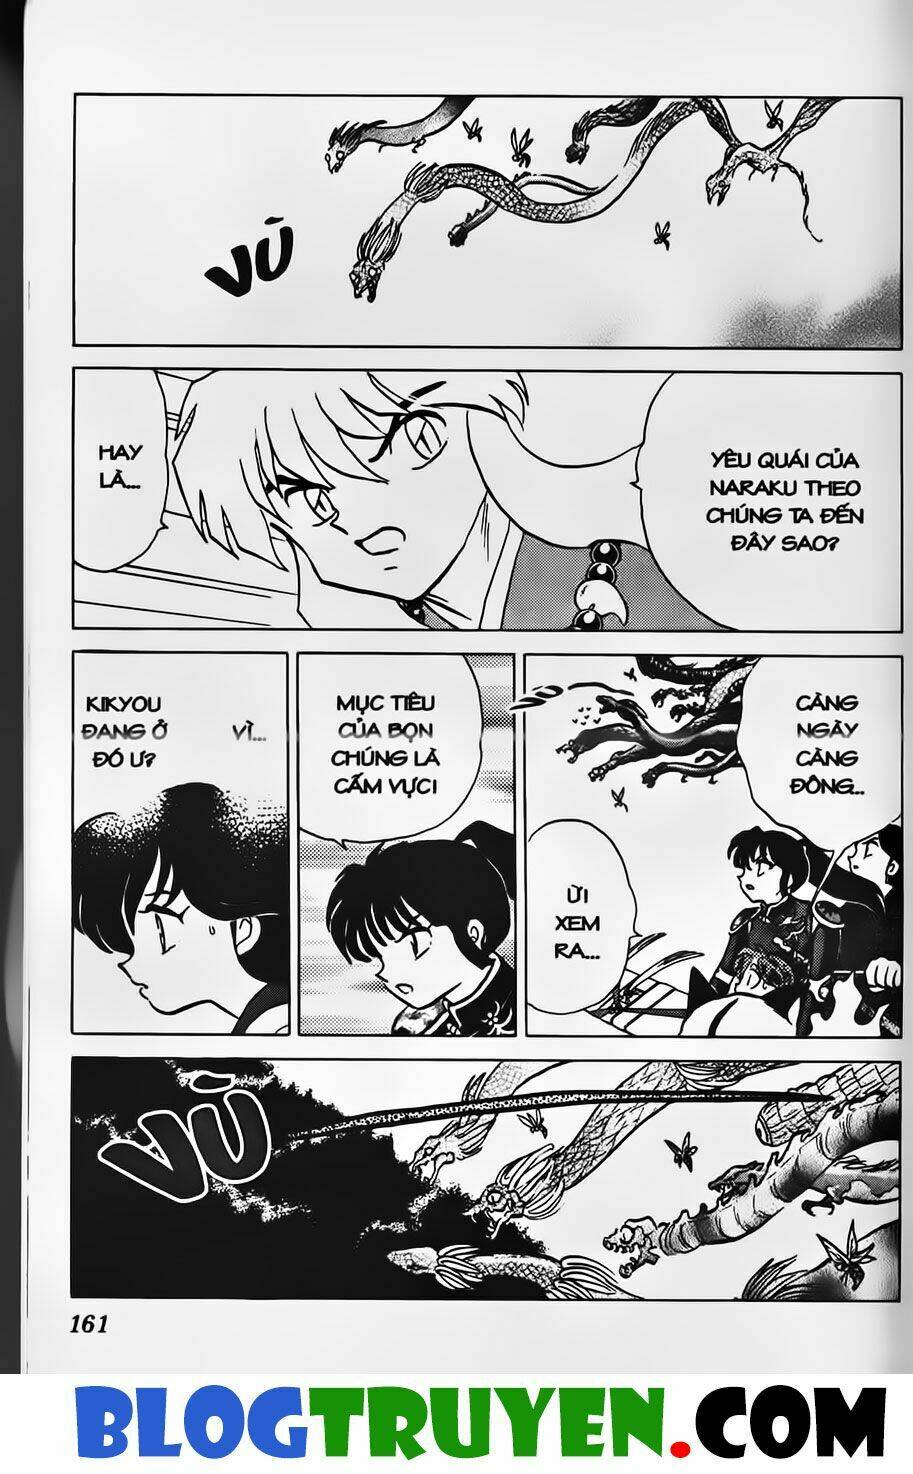 VÙ
YÊU QUÁI CỦA
NARAKU THEO
CHÚNG TA ĐẾN
ĐÂY SAO?
HAY
LÀ...
CÀNG
NGÀY
CÀNG
ĐÔNG...
ỪI
XEM
RA...
MỤC TIÊU
CỦA BỌN
CHÚNG LÀ
CẤM VỰC!
VÌ...
KIKYOU
ĐANG Ở
ĐÓ Ư?
VÙ
161
BLOGTRUYEN.COM